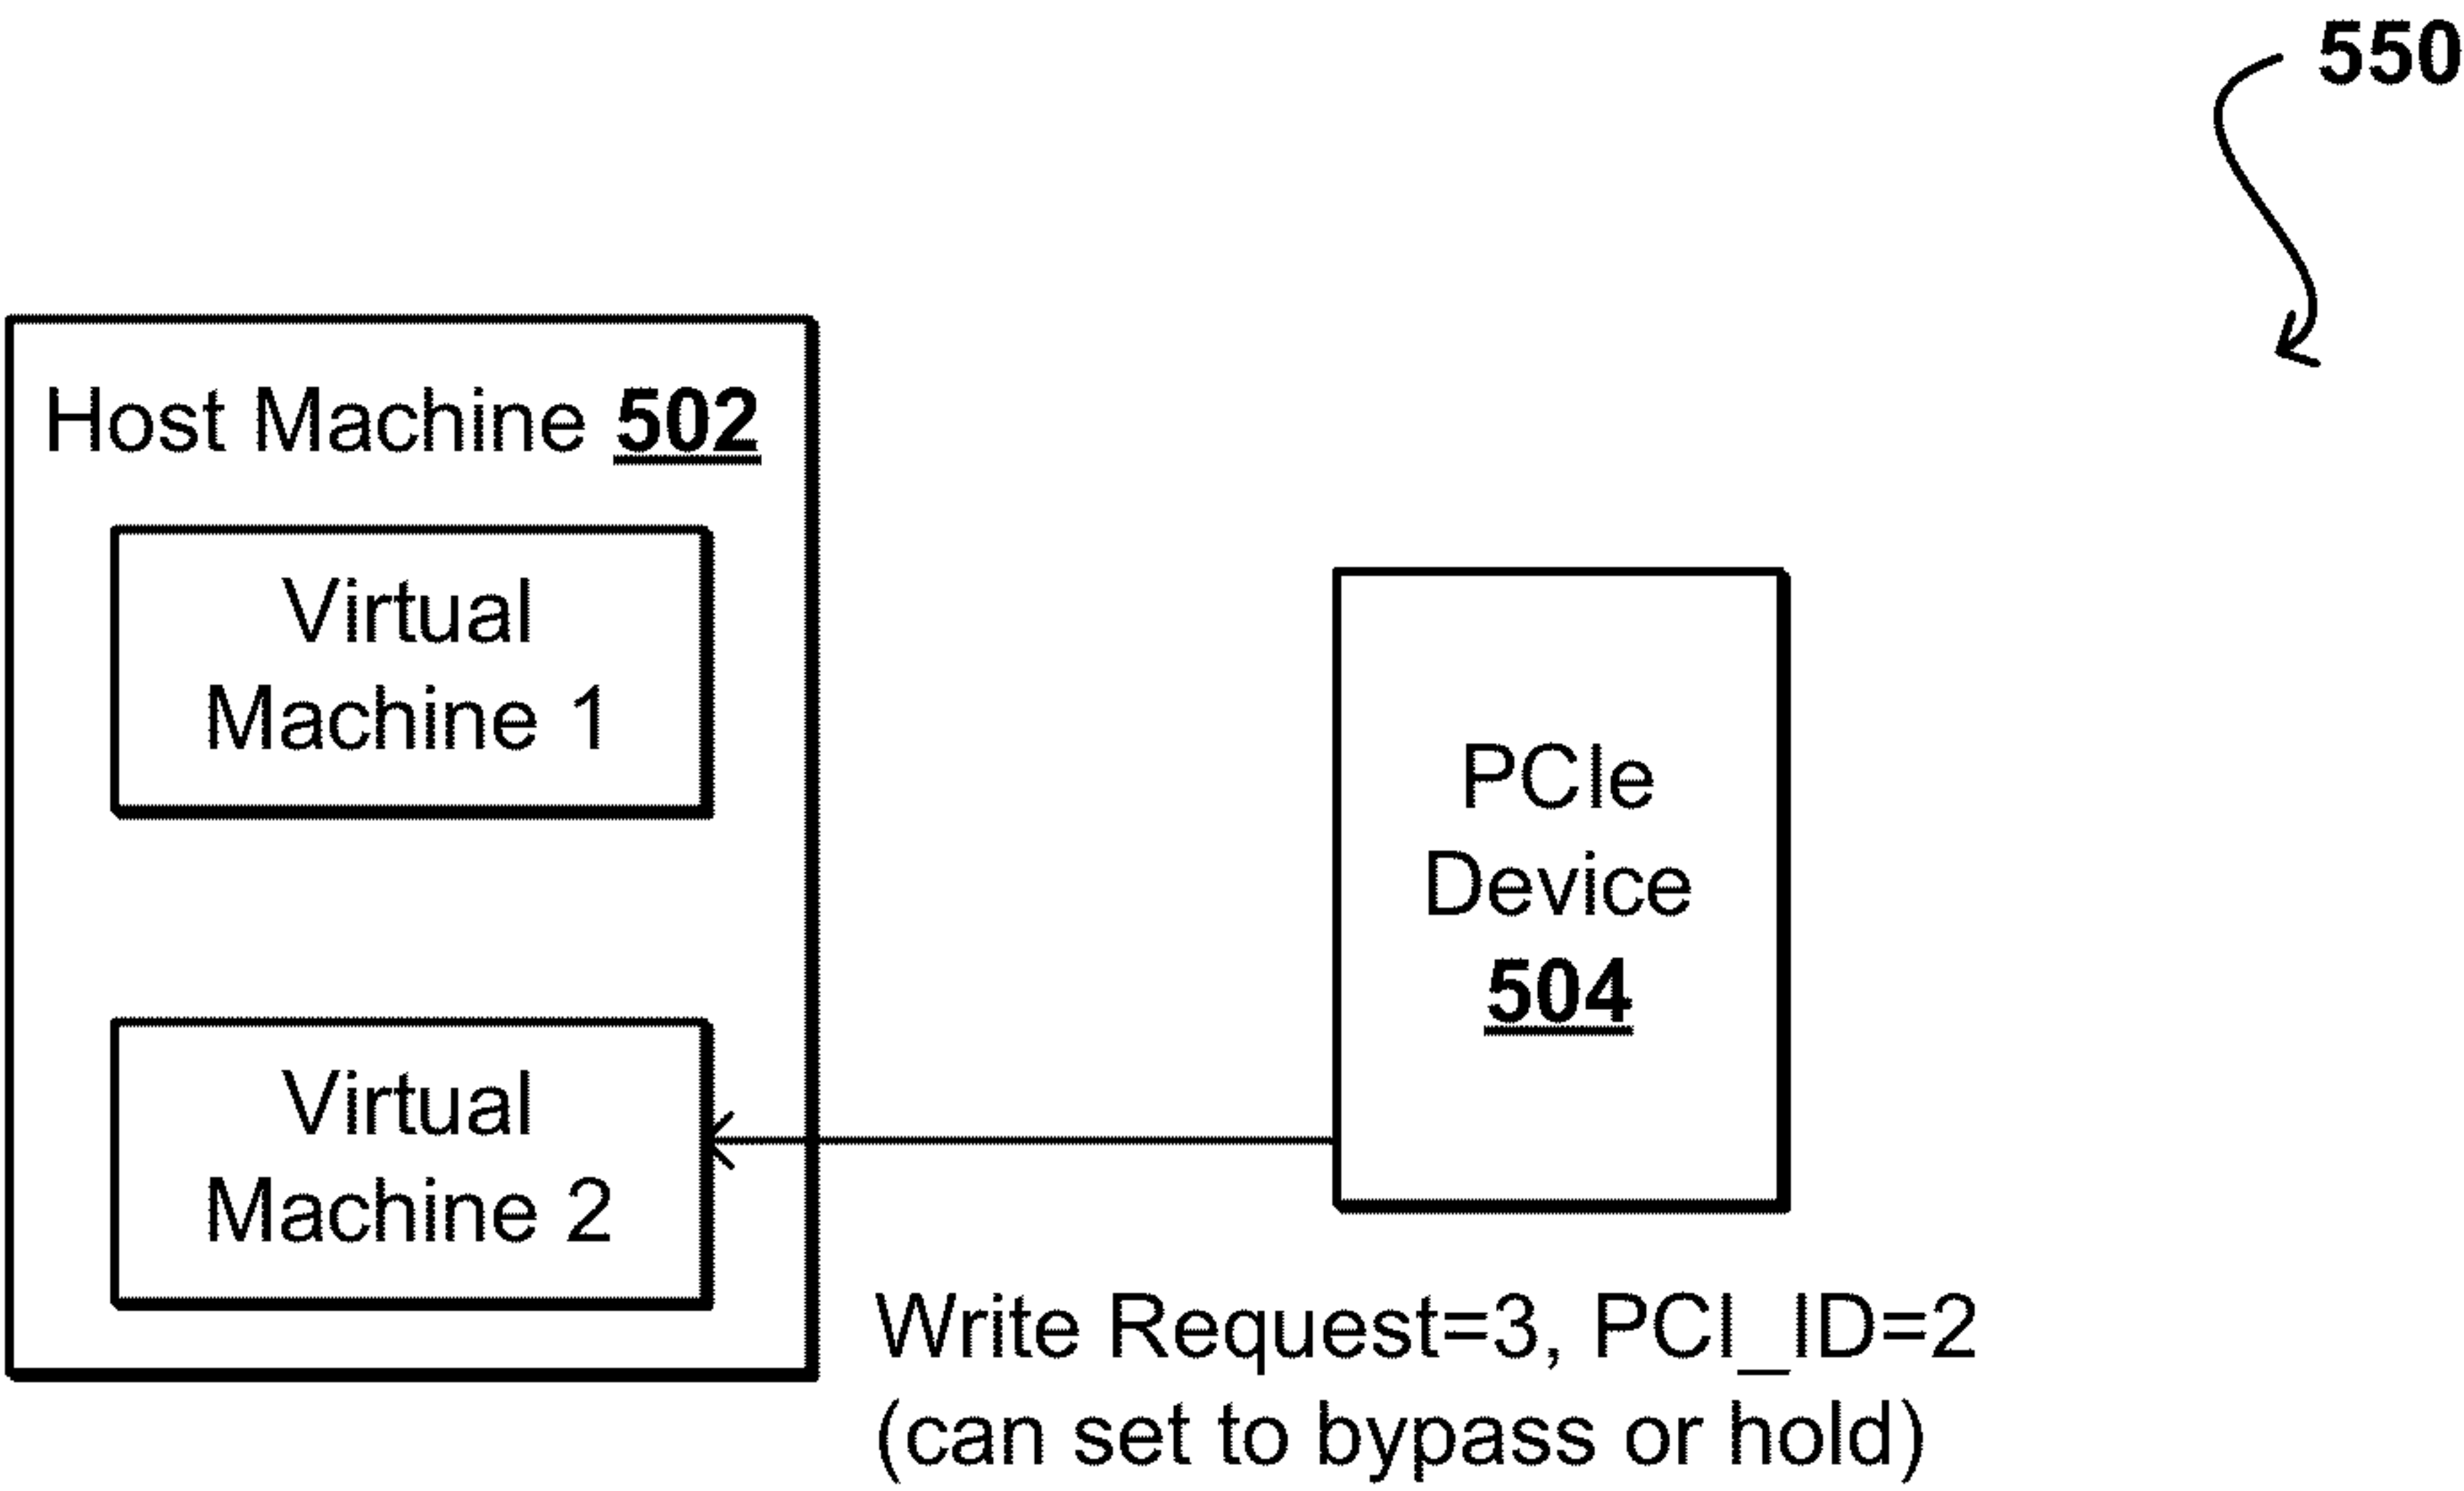 550
Host Machine 502
Virtual
Machine 1
Virtual
Machine 2
PCIe
Device
504
Write Request=3, PCI_ID=2
(can set to bypass or hold)